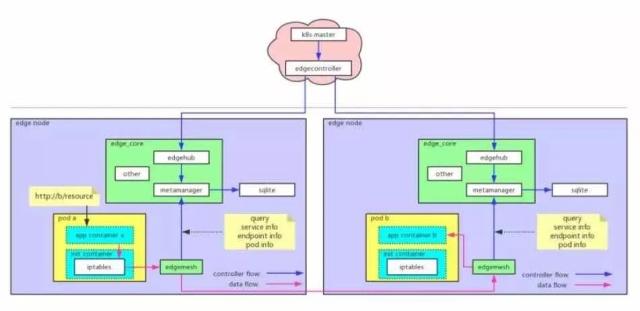 k8s master
edgecontroller
edge node
edge_core
edgehub
other
metamanager
sqlite
http://b/resource
pod a
app container a
init container
iptables
edgemesh
query
service info
endpoint info
pod info
controller flow
data flow
edge node
edge_core
edgehub
other
metamanager
sqlite
pod b
app container b
init container
iptables
edgemesh
query
service info
endpoint info
pod info
controller flow
data flow